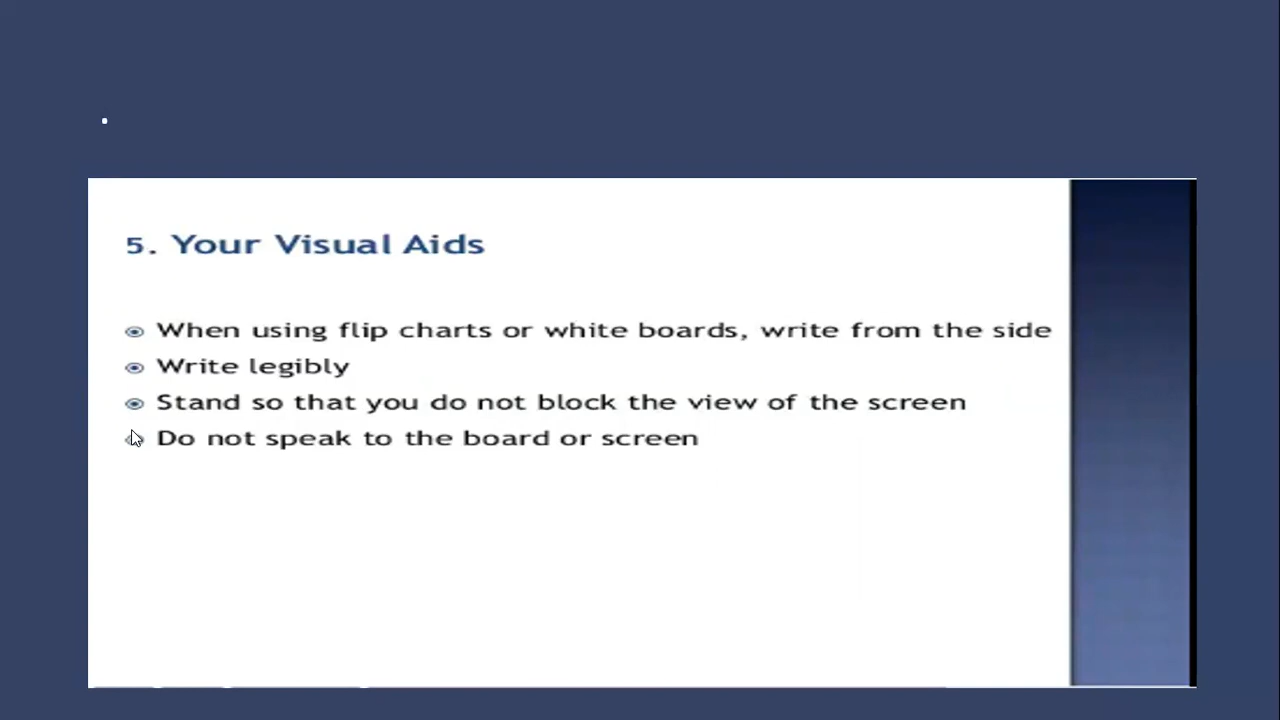 .
5. Your Visual Aids
When using flip charts or white boards, write from the side
Write legibly
Stand so that you do not block the view of the screen
Do not speak to the board or screen